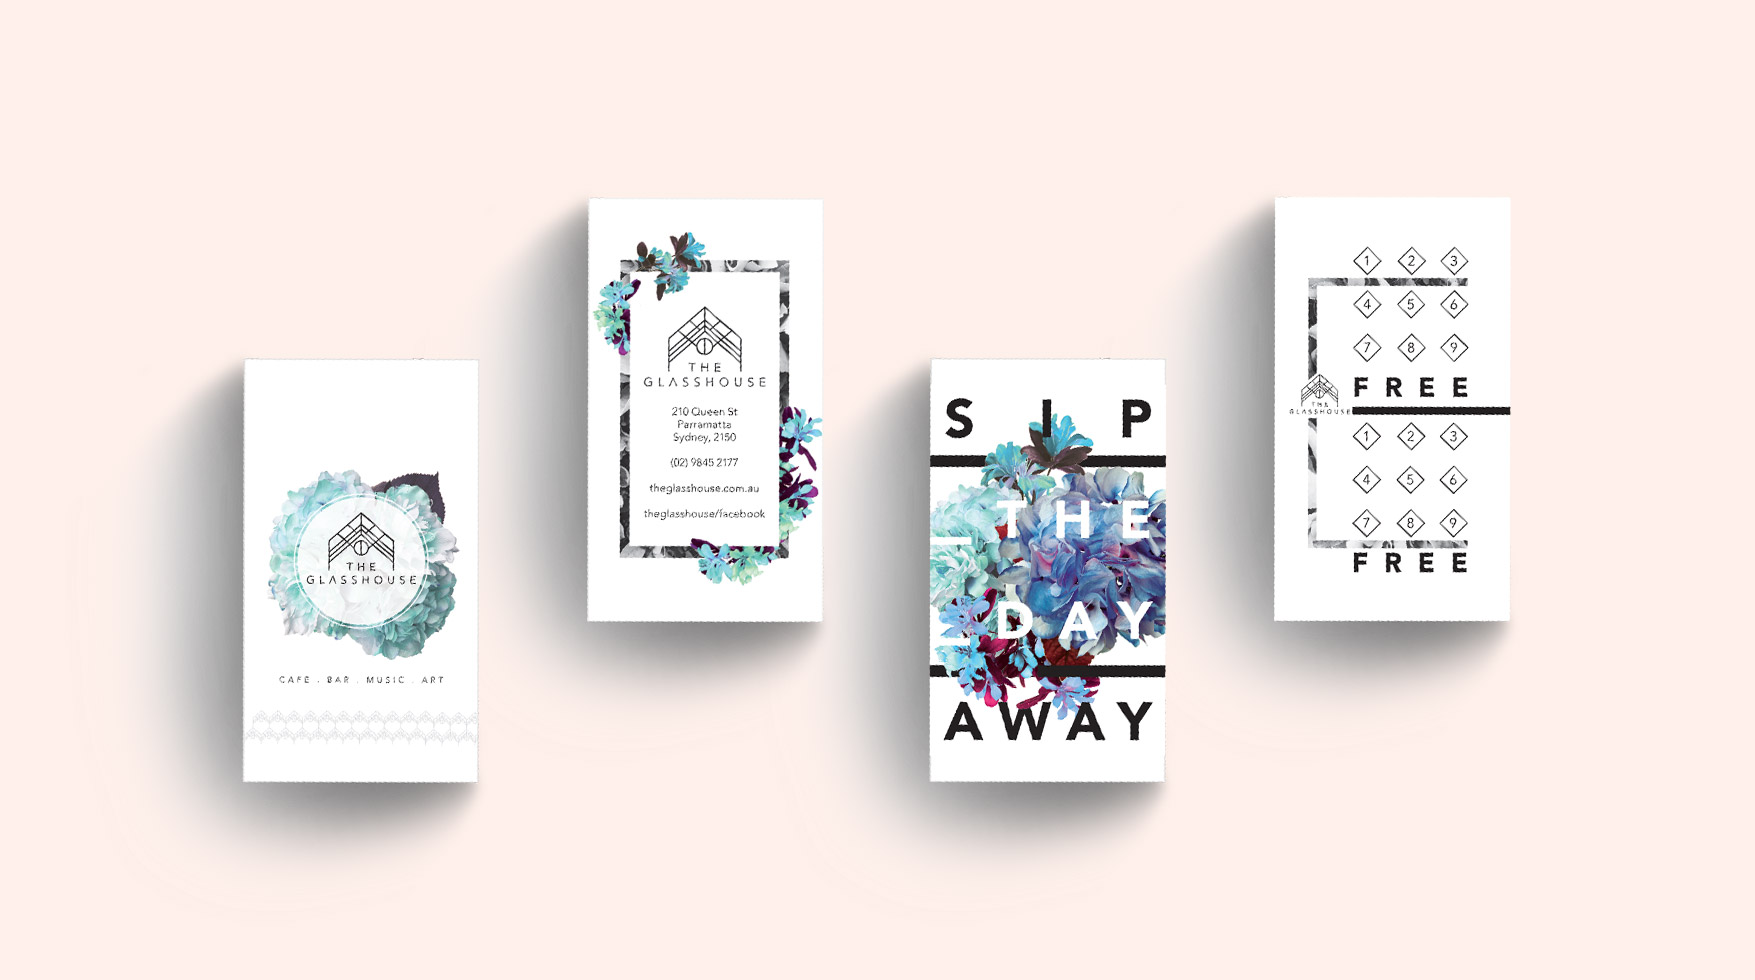 THE
GLASSHOUSE
CAFE . BAR . MUSIC . ART
THE
GLASSHOUSE
210 Queen St
Parramatta
Sydney, 2150
(02) 9845 2177
theglasshouse.com.au
theglasshouse/facebook
SIP
THE
DAY
AWAY
1 2 3
4 5 6
7 8 9
FREE
THE
GLASSHOUSE
1 2 3
4 5 6
7 8 9
FREE